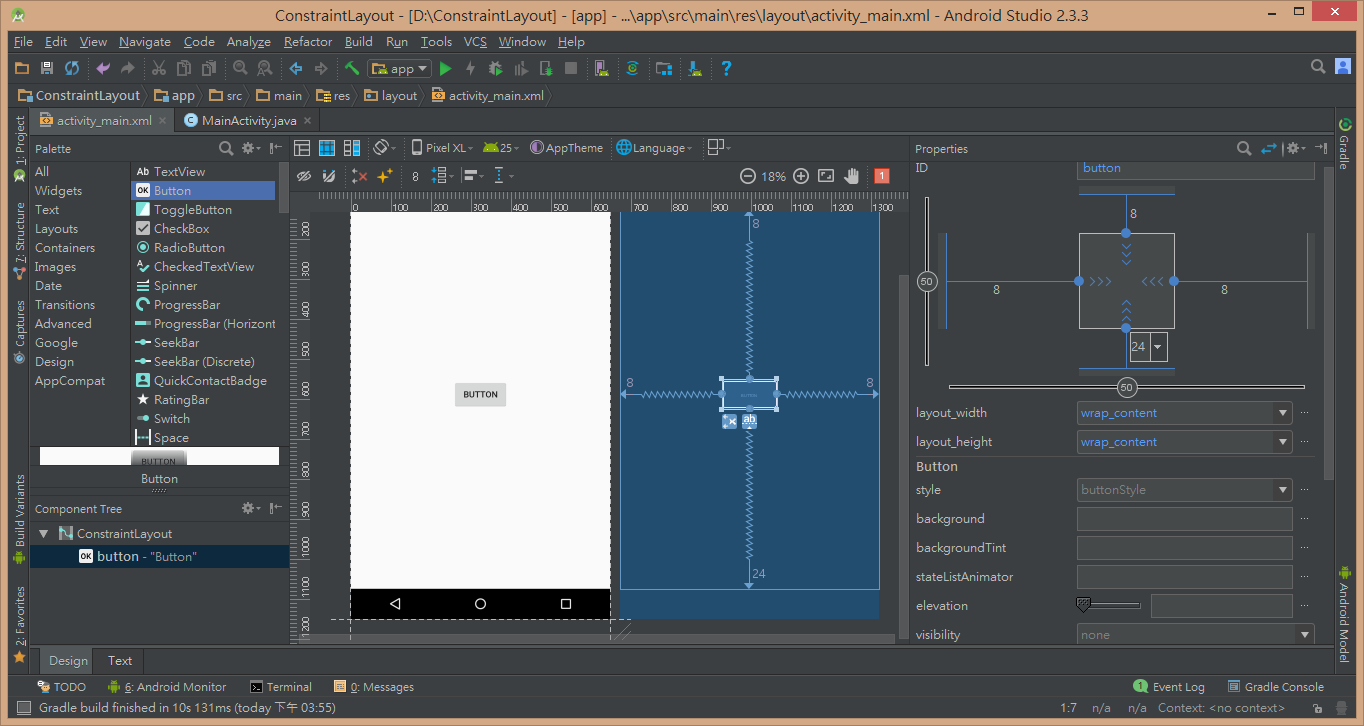 ConstraintLayout - [D:\ConstraintLayout] - [app] - ...\app\src\main\res\layout\activity_main.xml - Android Studio 2.3.3
File Edit View Navigate Code Analyze Refactor Build Run Tools VCS Window Help
app
ConstraintLayout app src main res layout activity_main.xml
activity_main.xml MainActivity.java
1: Project
7: Structure
Captures
Build Variants
2: Favorites
Palette
All
Widgets
Text
Layouts
Containers
Images
Date
Transitions
Advanced
Google
Design
AppCompat
Ab TextView
OK Button
ToggleButton
CheckBox
RadioButton
CheckedTextView
Spinner
ProgressBar
ProgressBar (Horizont
SeekBar
SeekBar (Discrete)
QuickContactBadge
RatingBar
Switch
Space
BUTTON
Button
Component Tree
ConstraintLayout
OK button - "Button"
Pixel XL 25 AppTheme Language
8 18% 1
0 100 200 300 400 500 600 700 800 900 1000 1100 1200 1300
200
300
400
500
600
700
800
900
1000
1100
1200
BUTTON
8
8 8
ab
24
Properties
ID button
8
50
8 8
24
50
layout_width wrap_content
layout_height wrap_content
Button
style buttonStyle
background
backgroundTint
stateListAnimator
elevation
visibility none
Gradle
Android Model
Design Text
TODO 6: Android Monitor Terminal 0: Messages 1 Event Log Gradle Console
Gradle build finished in 10s 131ms (today 下午 03:55) 1:7 n/a n/a Context: <no context>